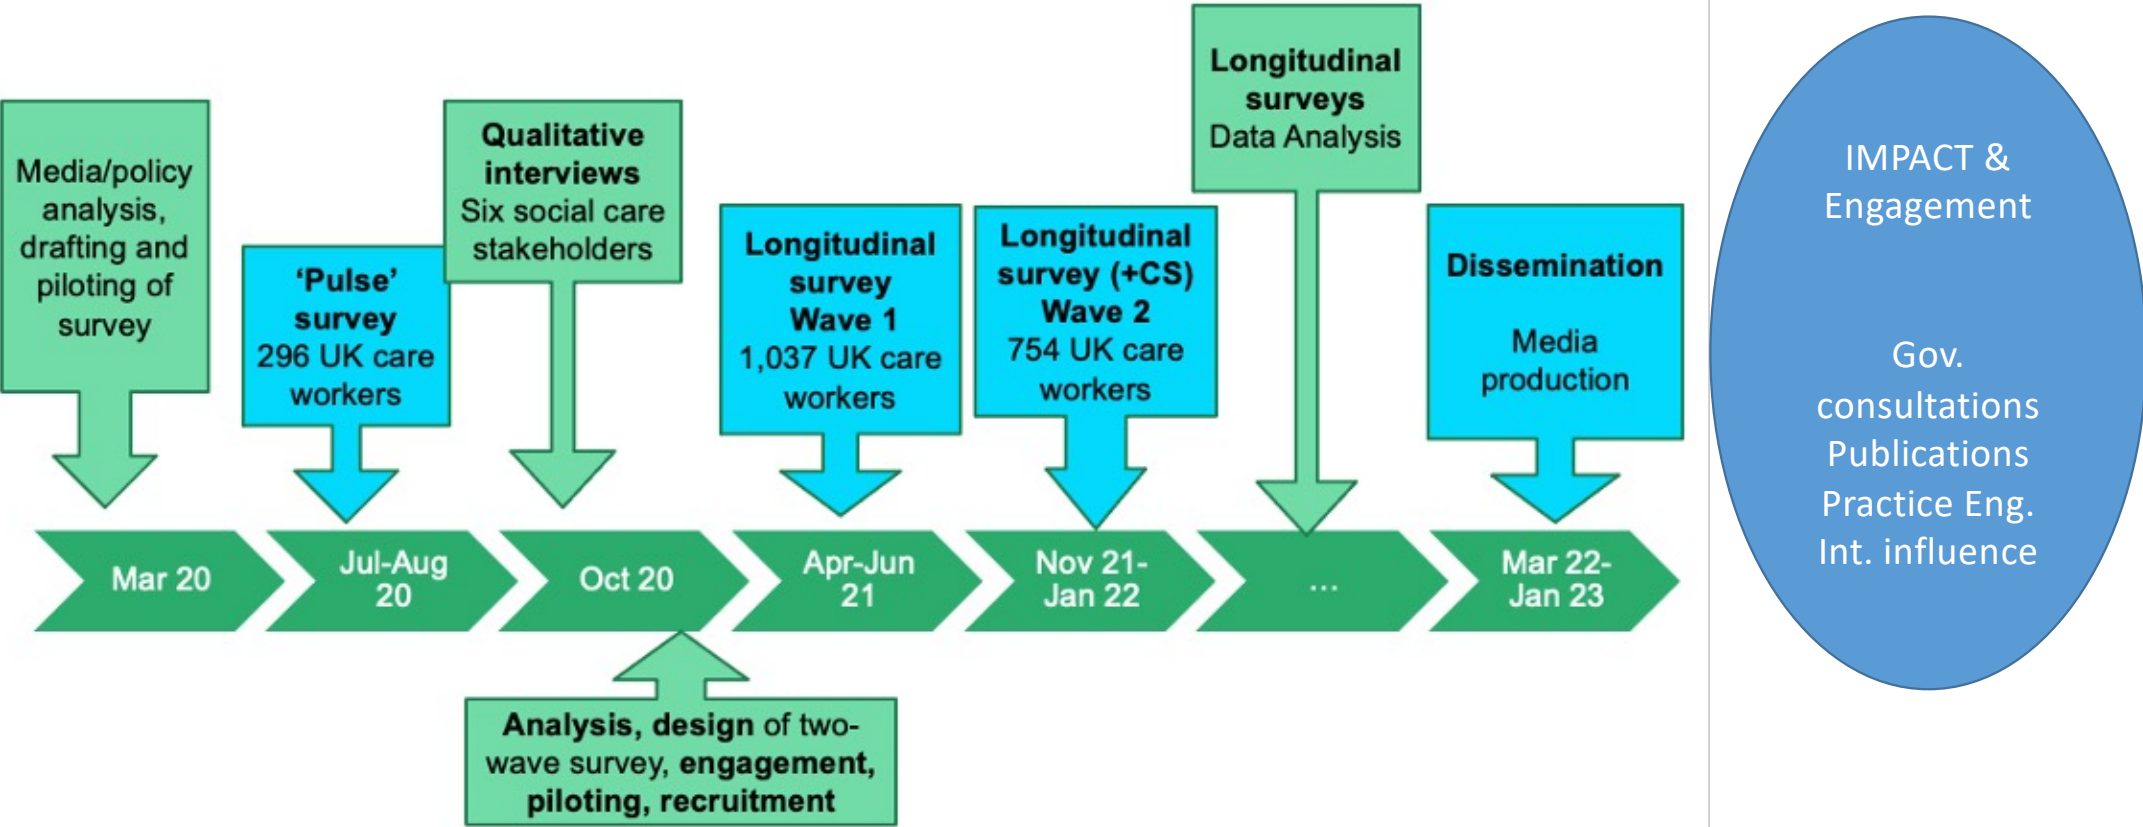 Media/policy
analysis,
drafting and
piloting of
survey
‘Pulse’
survey
296 UK care
workers
Qualitative
interviews
Six social care
stakeholders
Longitudinal
survey
Wave 1
1,037 UK care
workers
Longitudinal
survey (+CS)
Wave 2
754 UK care
workers
Longitudinal
surveys
Data Analysis
Dissemination
Media
production
Mar 20
Jul-Aug
20
Oct 20
Apr-Jun
21
Nov 21-
Jan 22
...
Mar 22-
Jan 23
Analysis, design of two-
wave survey, engagement,
piloting, recruitment
IMPACT &
Engagement
Gov.
consultations
Publications
Practice Eng.
Int. influence